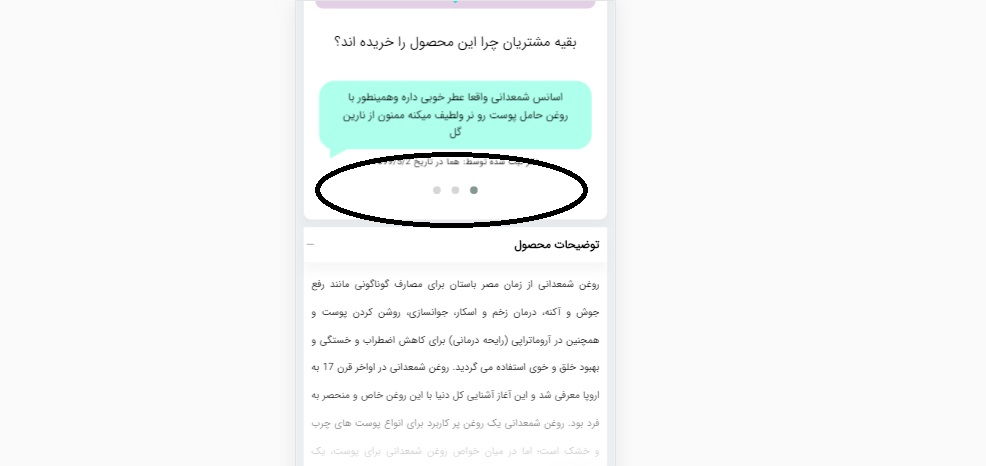 بقیه مشتریان چرا این محصول را خریده اند؟
اسانس شمعدانی واقعا عطر خوبی داره وهمینطور با
روغن حامل پوست رو نر ولطیف میکنه ممنون از نارین
گل
شده توسط: هما در تاریخ
توضیحات محصول
روغن شمعدانی از زمان مصر باستان برای مصارف گوناگونی مانند رفع
جوش و آکنه، درمان زخم و اسکار، جوانسازی، روشن کردن پوست و
همچنین در آروماتراپی (رایحه درمانی) برای کاهش اضطراب و خستگی و
بهبود خلق و خوی استفاده می گردید. روغن شمعدانی در اواخر قرن 17 به
اروپا معرفی شد و این آغاز آشنایی کل دنیا با این روغن خاص و منحصر به
فرد بود. روغن شمعدانی یک روغن پر کاربرد برای انواع پوست های چرب
و خشک است؛ اما در میان خواص روغن شمعدانی برای پوست، یک